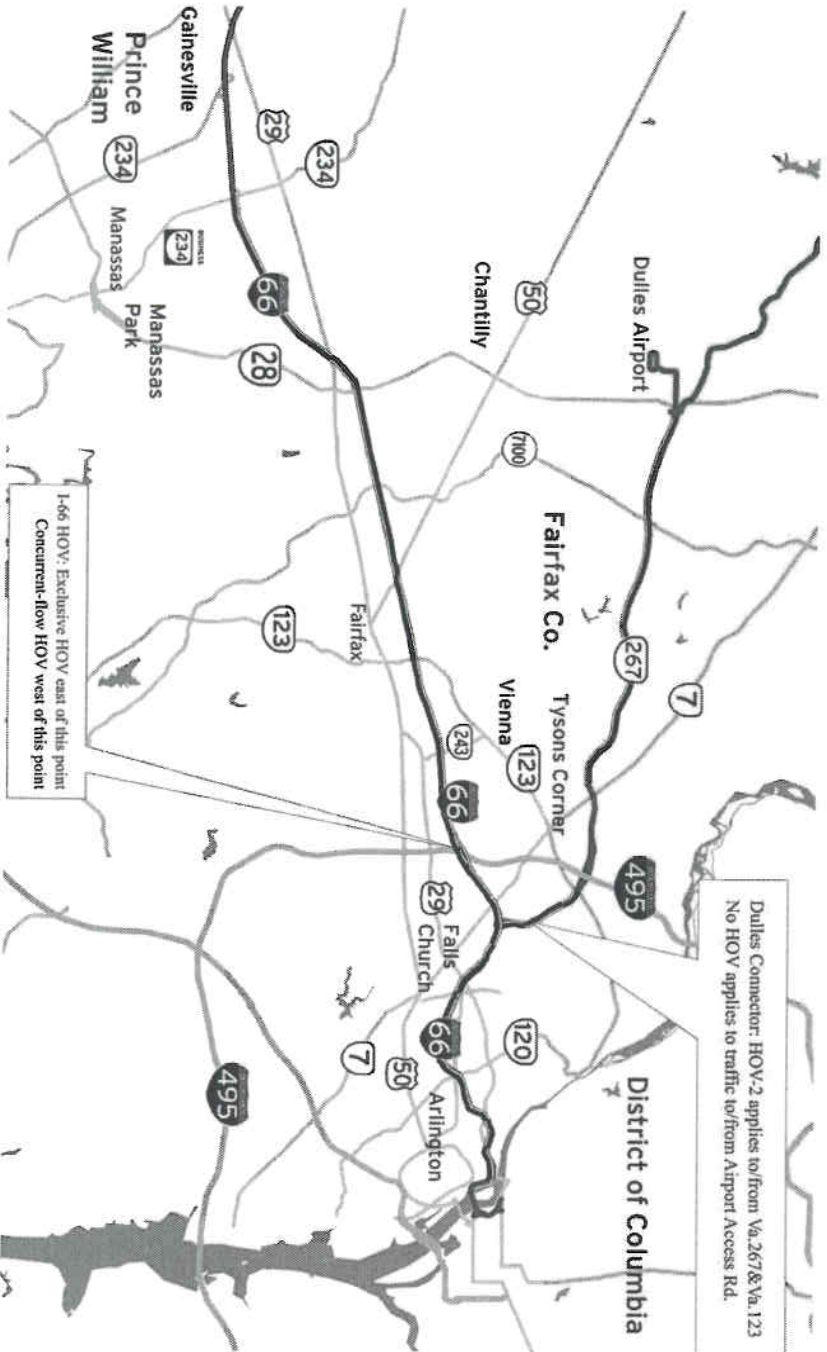 Dulles Connector: HOV-2 applies to/from Va.267&Va.123
No HOV applies to traffic to/from Airport Access Rd.
District of Columbia
Dulles Airport
267
7
495
50
Chantilly
7100
Fairfax Co.
Tysons Corner
Vienna
123
120
Gainesville
29
234
Prince
William
234
BUSINESS
234
Manassas
Manassas
Park
66
28
Fairfax
123
243
66
29
Falls
Church
66
7
50
Arlington
495
I-66 HOV: Exclusive HOV east of this point
Concurrent-flow HOV west of this point